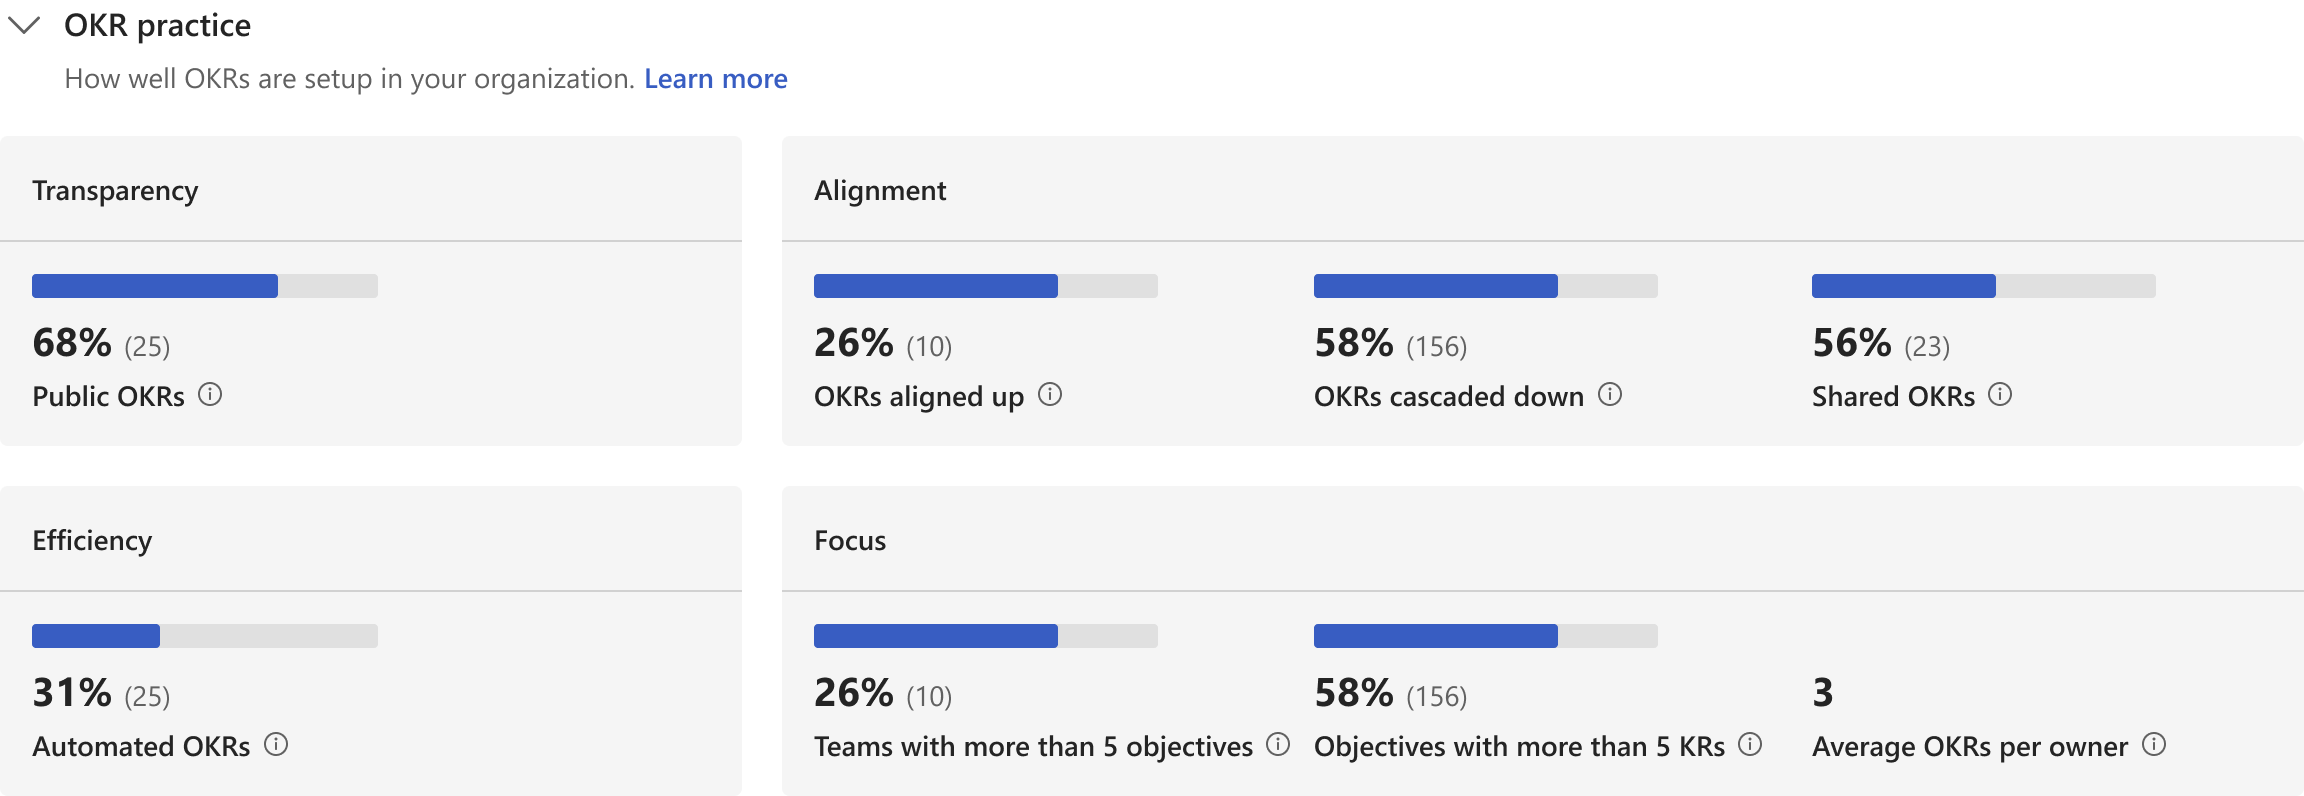 OKR practice
How well OKRs are setup in your organization. Learn more
Transparency
68% (25)
Public OKRs
Alignment
26% (10)
OKRs aligned up
58% (156)
OKRs cascaded down
56% (23)
Shared OKRs
Efficiency
31% (25)
Automated OKRs
Focus
26% (10)
Teams with more than 5 objectives
58% (156)
Objectives with more than 5 KRs
3
Average OKRs per owner